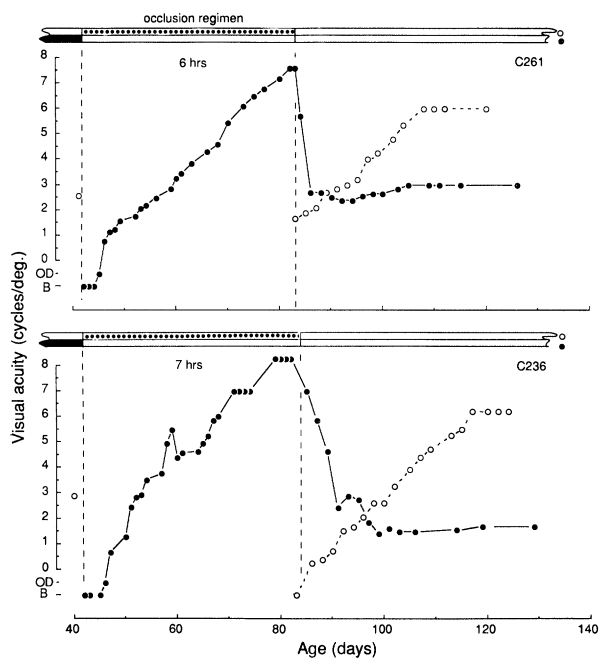 occlusion regimen
6 hrs
C261
8
7
6
5
4
3
2
1
0
OD
B
7 hrs
C236
8
7
6
5
4
3
2
1
0
OD
B
Visual acuity (cycles/deg.)
40
60
80
100
120
140
Age (days)